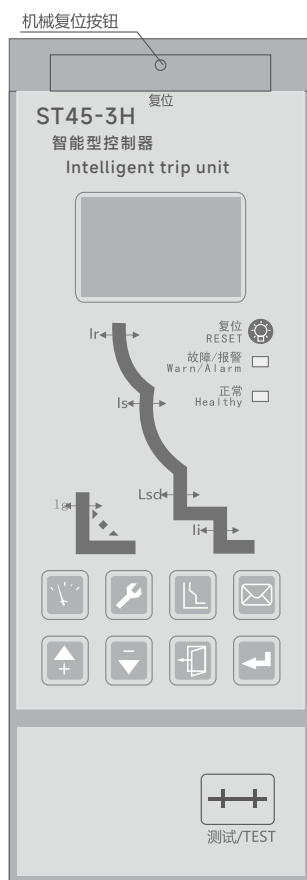 机械复位按钮
复位
ST45-3H
智能型控制器
Intelligent trip unit
Ir
复位
RESET
故障/报警
Warn/Alarm
Is
正常
Healthy
Ig
Lsd
Ii
测试/TEST